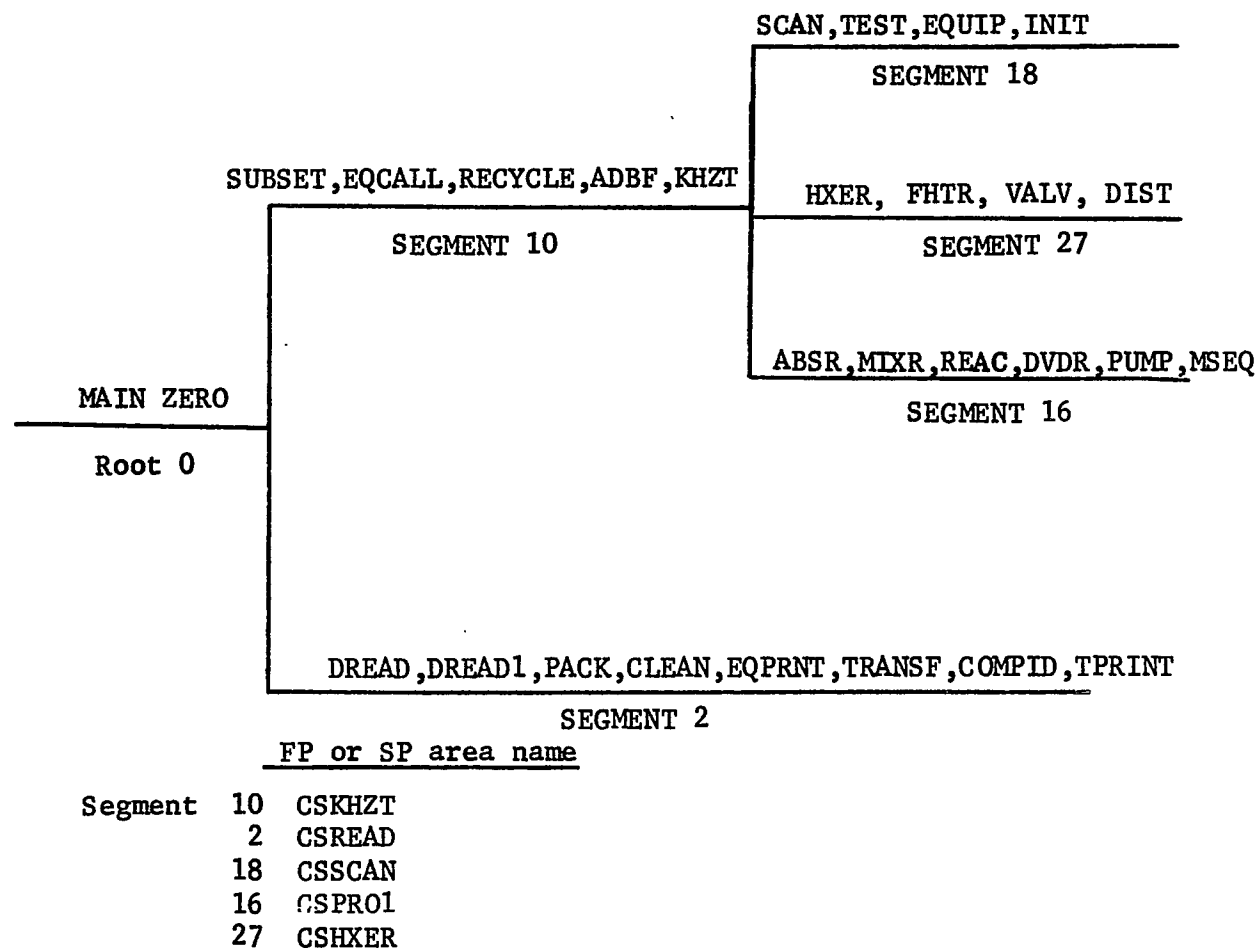 SCAN,TEST,EQUIP,INIT
SEGMENT 18
SUBSET,EQCALL,RECYCLE,ADBF,KHZT
SEGMENT 10
HXER, FHTR, VALV, DIST
SEGMENT 27
ABSR,MIXR,REAC,DVDR,PUMP,MSEQ
SEGMENT 16
MAIN ZERO
Root 0
DREAD,DREAD1,PACK,CLEAN,EQPRNT,TRANSF,COMPID,TPRINT
SEGMENT 2
FP or SP area name
Segment 10 CSKHZT
2 CSREAD
18 CSSCAN
16 CSPRO1
27 CSHXER